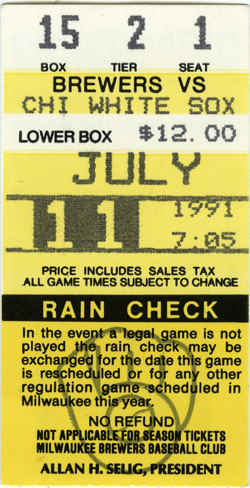 15 2 1
BOX TIER SEAT
BREWERS VS
CHI WHITE SOX
LOWER BOX $12.00
JULY
11 1991
7:05
PRICE INCLUDES SALES TAX
ALL GAME TIMES SUBJECT TO CHANGE
RAIN CHECK
In the event a legal game is not
played the rain check may be
exchanged for the date this game
is rescheduled or for any other
regulation game scheduled in
Milwaukee this year.
NO REFUND
NOT APPLICABLE FOR SEASON TICKETS
MILWAUKEE BREWERS BASEBALL CLUB
ALLAN H. SELIG, PRESIDENT